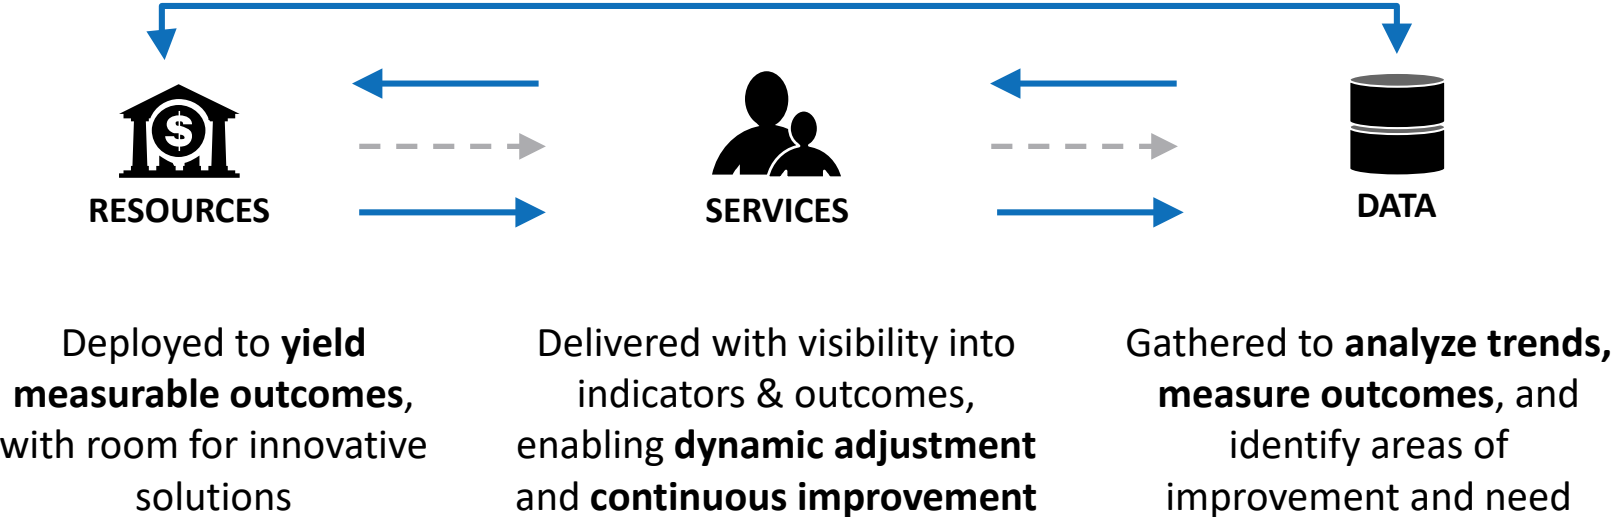 $
RESOURCES
SERVICES
DATA
Deployed to yield
measurable outcomes,
with room for innovative
solutions
Delivered with visibility into
indicators & outcomes,
enabling dynamic adjustment
and continuous improvement
Gathered to analyze trends,
measure outcomes, and
identify areas of
improvement and need